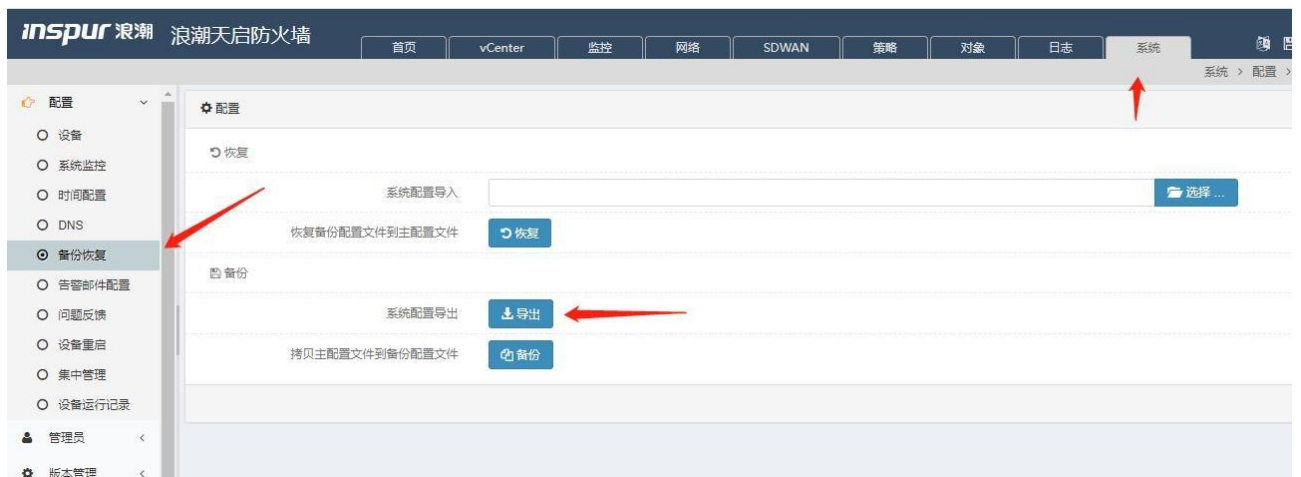 inspur 浪潮 浪潮天启防火墙
首页 vCenter 监控 网络 SDWAN 策略 对象 日志 系统
系统 > 配置 >
配置
设备
系统监控
时间配置
DNS
备份恢复
告警邮件配置
问题反馈
设备重启
集中管理
设备运行记录
管理员
版本管理
配置
恢复
系统配置导入 选择 ...
恢复备份配置文件到主配置文件 恢复
备份
系统配置导出 导出
拷贝主配置文件到备份配置文件 备份